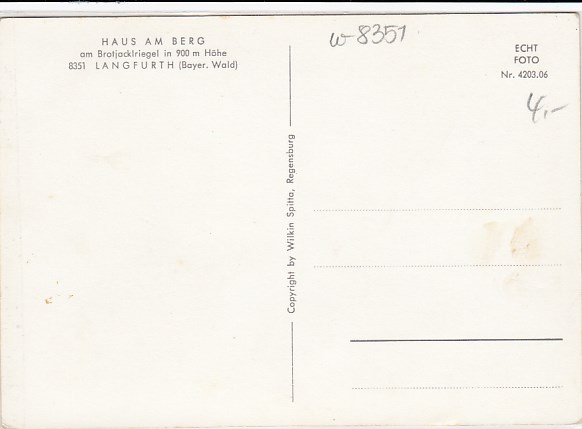 HAUS AM BERG
am Brotjacklriegel in 900 m Höhe
8351 LANGFURTH (Bayer. Wald)
w-8351
ECHT
FOTO
Nr. 4203.06
4,-
Copyright by Wilkin Spitta, Regensburg